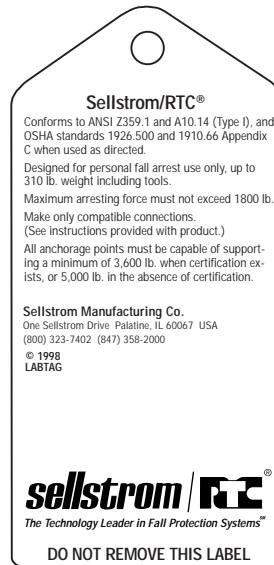 Sellstrom/RTC®
Conforms to ANSI Z359.1 and A10.14 (Type I), and
OSHA standards 1926.500 and 1910.66 Appendix
C when used as directed.
Designed for personal fall arrest use only, up to
310 lb. weight including tools.
Maximum arresting force must not exceed 1800 lb.
Make only compatible connections.
(See instructions provided with product.)
All anchorage points must be capable of support-
ing a minimum of 3,600 lb. when certification ex-
ists, or 5,000 lb. in the absence of certification.
Sellstrom Manufacturing Co.
One Sellstrom Drive Palatine, IL 60067 USA
(800) 323-7402 (847) 358-2000
© 1998
LABTAG
sellstrom RTC®
The Technology Leader in Fall Protection Systems℠
DO NOT REMOVE THIS LABEL